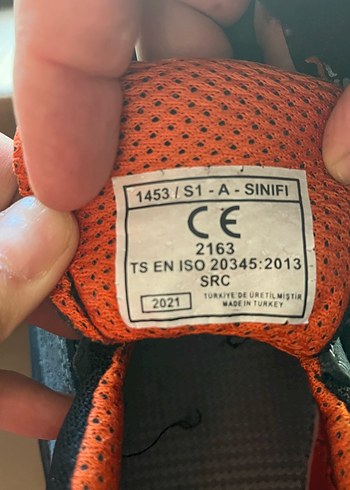 1453 / S1 - A - SINIFI
CE
2163
TS EN ISO 20345:2013
SRC
2021
TÜRKİYE'DE ÜRETİLMİŞTİR
MADE IN TURKEY